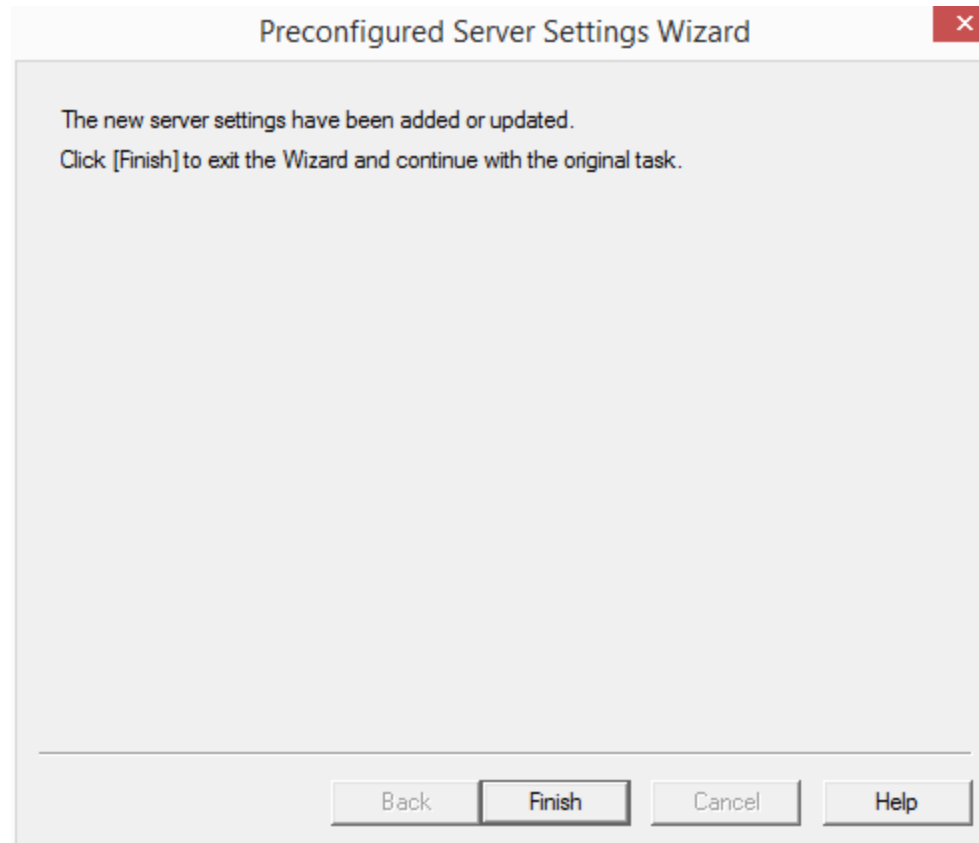 Preconfigured Server Settings Wizard
The new server settings have been added or updated.
Click [Finish] to exit the Wizard and continue with the original task.
Back
Finish
Cancel
Help